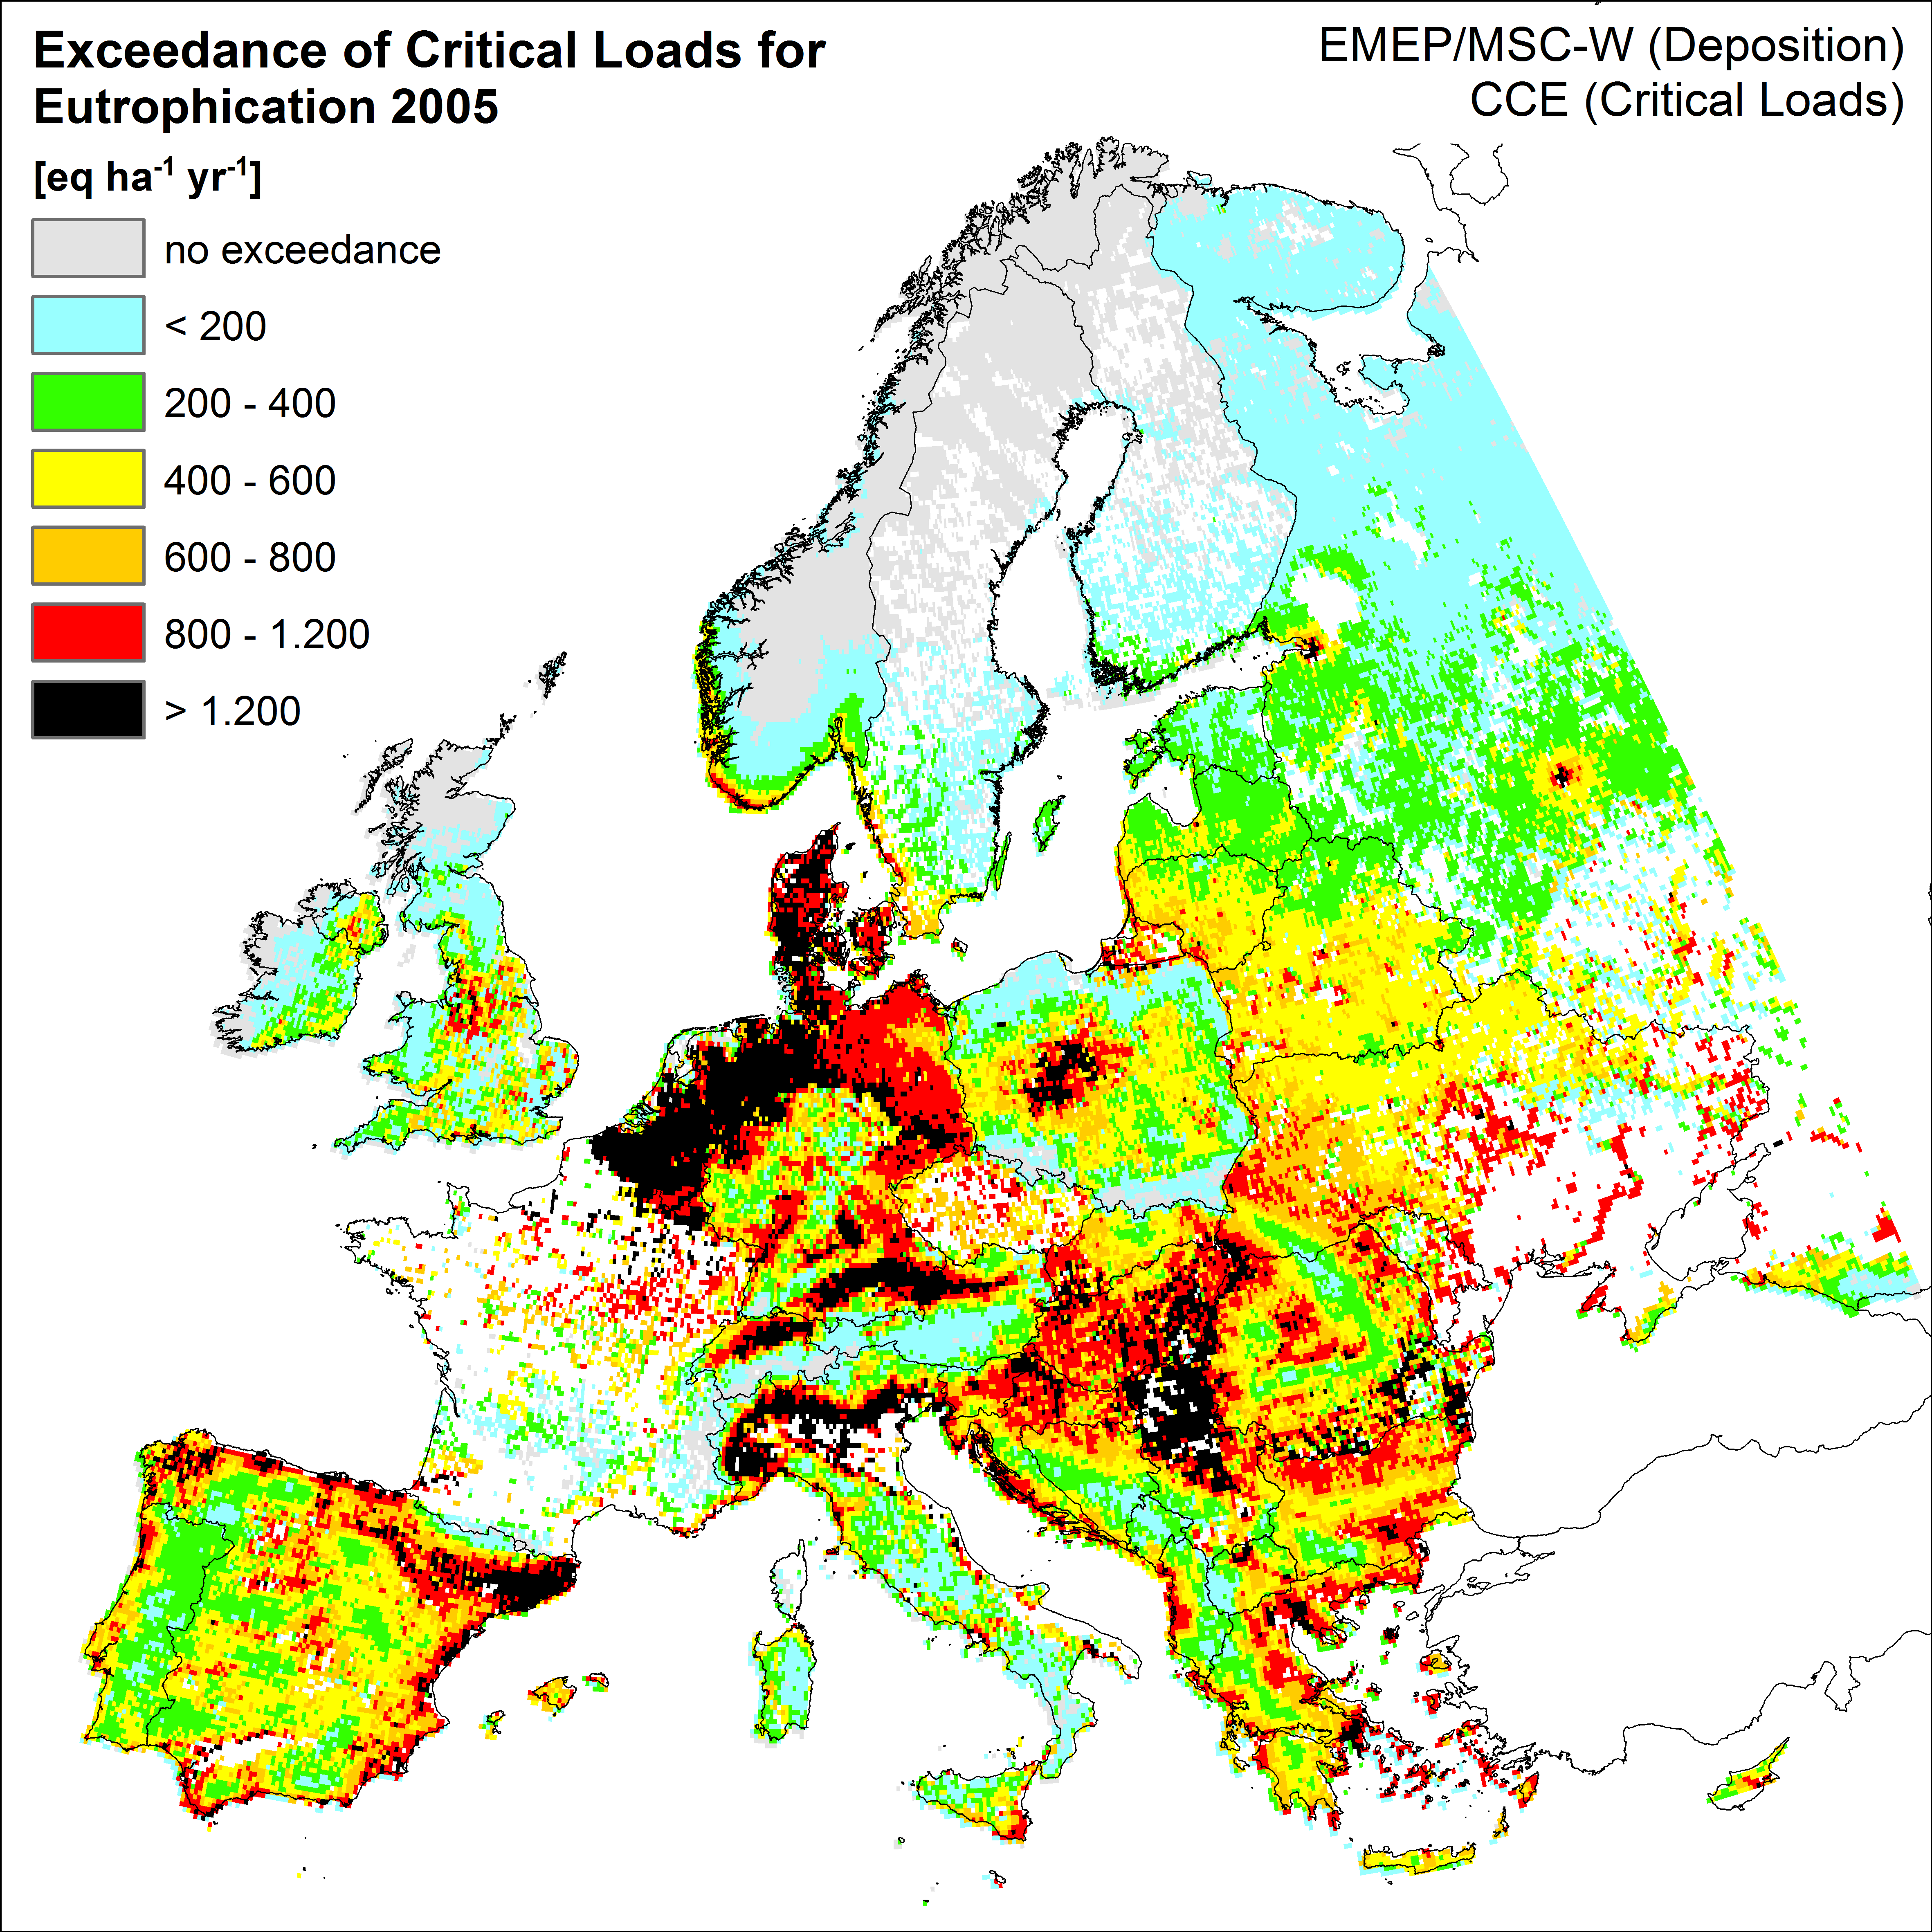 Exceedance of Critical Loads for
Eutrophication 2005
EMEP/MSC-W (Deposition)
CCE (Critical Loads)
[eq ha⁻¹ yr⁻¹]
no exceedance
< 200
200 - 400
400 - 600
600 - 800
800 - 1.200
> 1.200